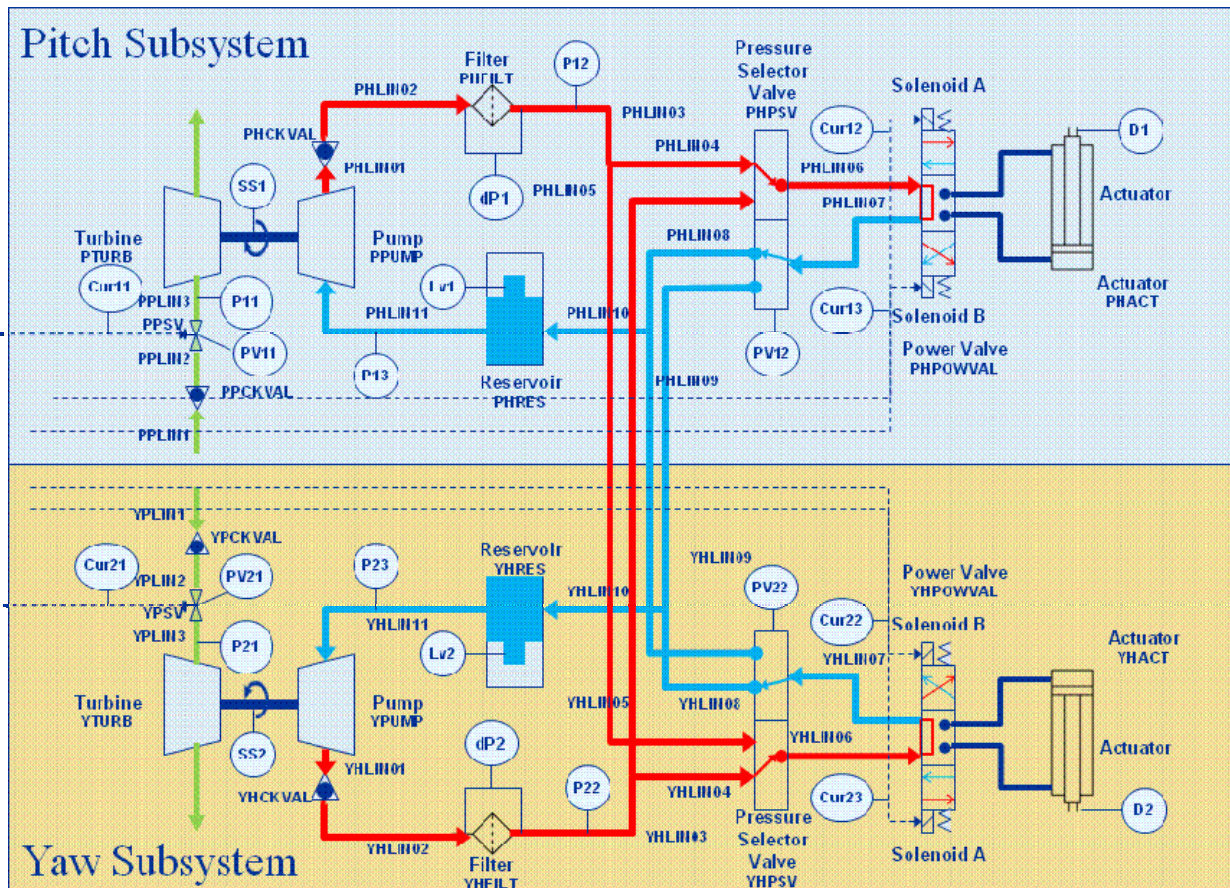 Pitch Subsystem
Filter
PHFILT
P12
Pressure
Selector
Valve
PHPSV
Solenoid A
PHLIN02
PHLIN03
Cur12
D1
PHCKVAL
PHLIN04
PHLIN01
PHLIN06
SS1
dP1
PHLIN05
PHLIN07
Actuator
Turbine
PTURB
Pump
PPUMP
PHLIN08
Cur11
Lv1
Actuator
PHACT
PPLIN3
P11
PHLIN11
PHLIN10
Cur13
Solenoid B
PPSV
PV11
PV12
Power Valve
PHPOWVAL
PPLIN2
P13
Reservoir
PHRES
PHLIN09
PPCKVAL
PPLIN1
YPLIN1
YPCKVAL
Reservoir
YHRES
YHLIN09
Cur21
P23
Power Valve
YHPOWVAL
YPLIN2
PV21
YHLIN10
PV22
Cur22
Solenoid B
YPSV
YHLIN11
Actuator
YHACT
YPLIN3
P21
Lv2
YHLIN07
Turbine
YTURB
Pump
YPUMP
YHLIN05
YHLIN08
SS2
dP2
YHLIN06
Actuator
YHLIN01
YHCKVAL
P22
YHLIN04
Cur23
D2
YHLIN02
YHLIN03
Pressure
Selector
Valve
YHPSV
Solenoid A
Filter
YHFILT
Yaw Subsystem